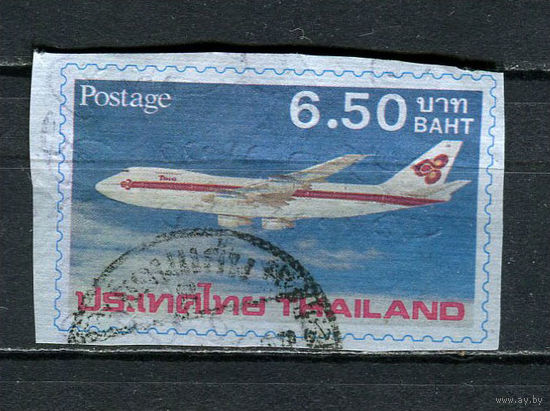 Postage
6.50 บาท
BAHT
Thai
ประเทศไทย THAILAND
www.ay.by